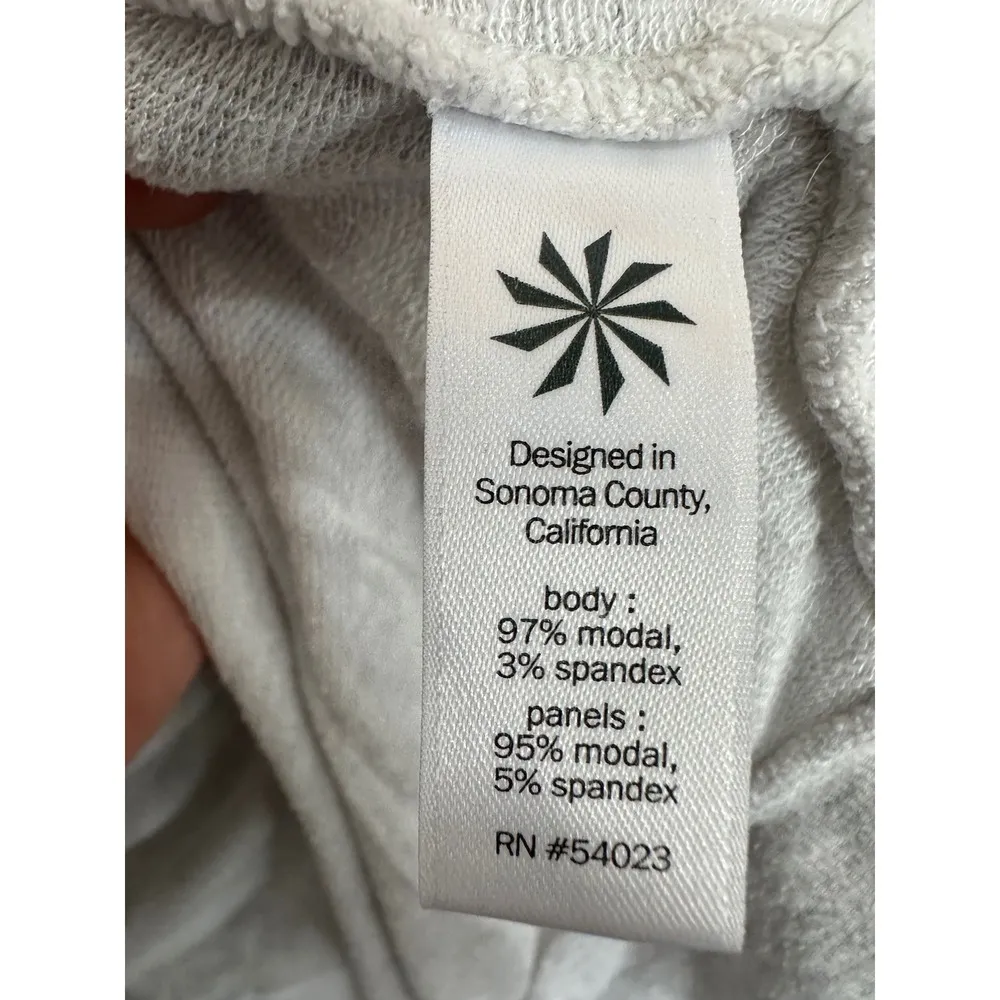 Designed in
Sonoma County,
California
body :
97% modal,
3% spandex
panels :
95% modal,
5% spandex
RN #54023